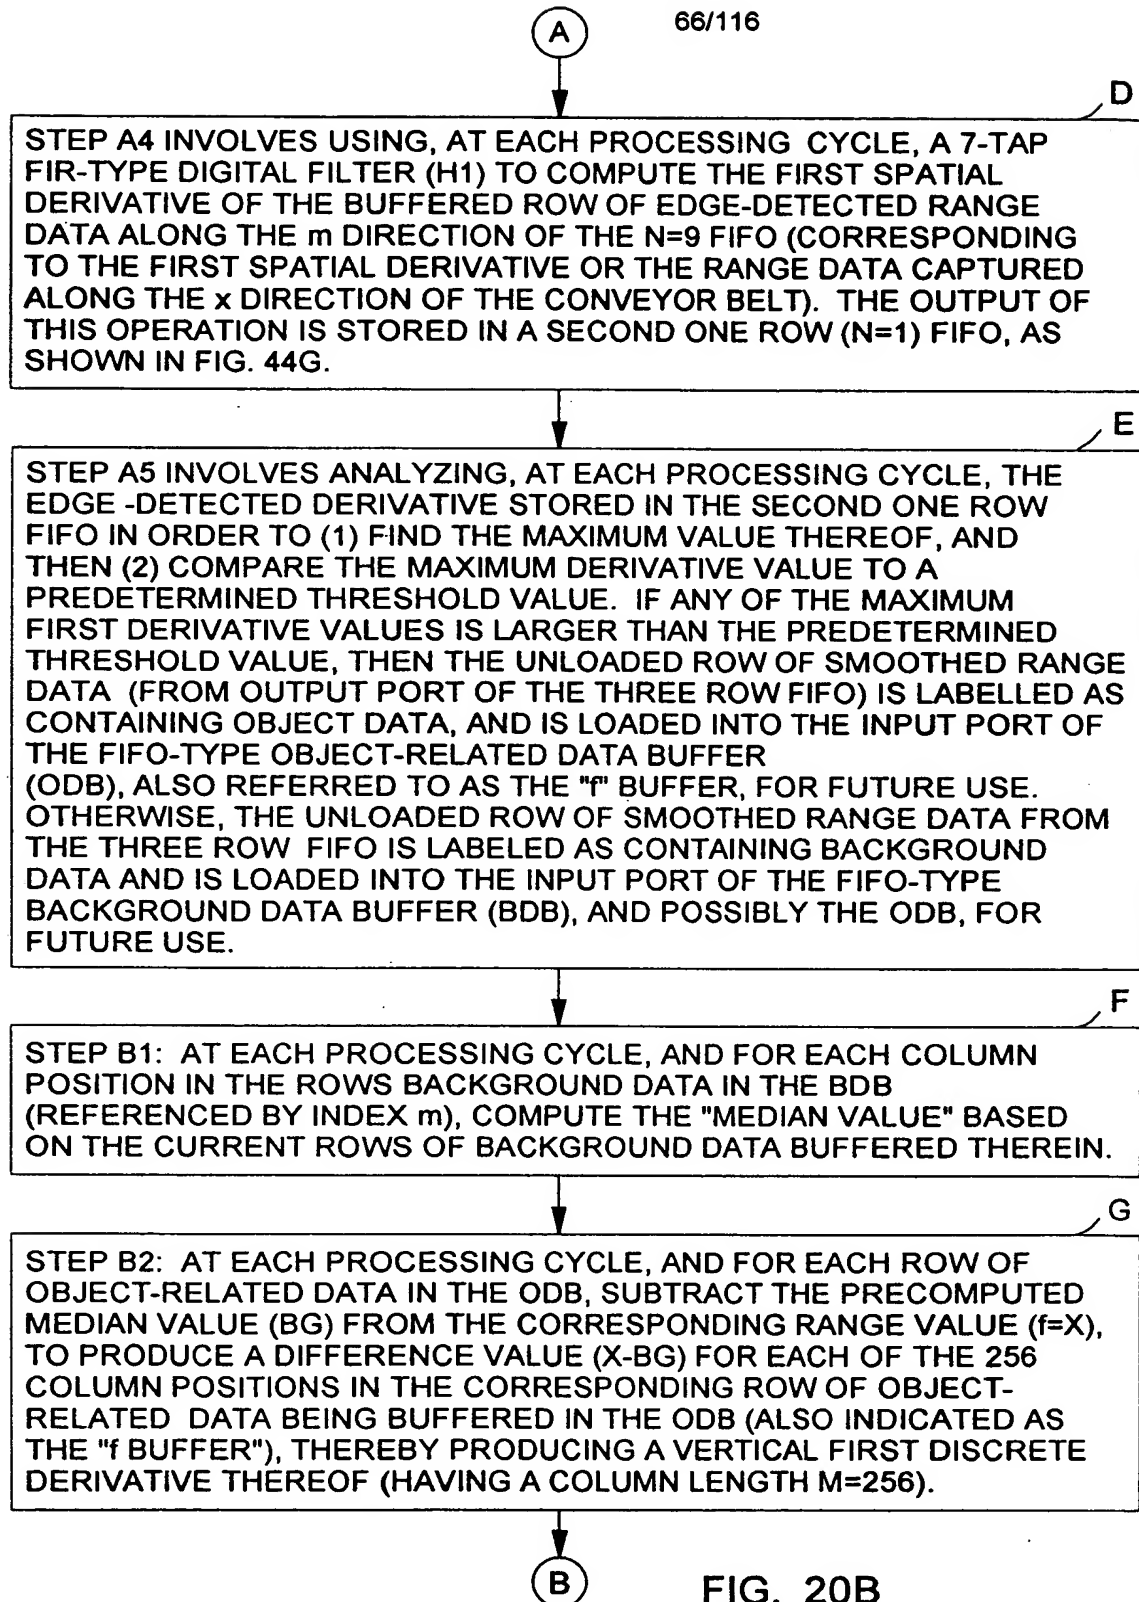 A
66/116
D
STEP A4 INVOLVES USING, AT EACH PROCESSING CYCLE, A 7-TAP
FIR-TYPE DIGITAL FILTER (H1) TO COMPUTE THE FIRST SPATIAL
DERIVATIVE OF THE BUFFERED ROW OF EDGE-DETECTED RANGE
DATA ALONG THE m DIRECTION OF THE N=9 FIFO (CORRESPONDING
TO THE FIRST SPATIAL DERIVATIVE OR THE RANGE DATA CAPTURED
ALONG THE x DIRECTION OF THE CONVEYOR BELT). THE OUTPUT OF
THIS OPERATION IS STORED IN A SECOND ONE ROW (N=1) FIFO, AS
SHOWN IN FIG. 44G.
E
STEP A5 INVOLVES ANALYZING, AT EACH PROCESSING CYCLE, THE
EDGE -DETECTED DERIVATIVE STORED IN THE SECOND ONE ROW
FIFO IN ORDER TO (1) FIND THE MAXIMUM VALUE THEREOF, AND
THEN (2) COMPARE THE MAXIMUM DERIVATIVE VALUE TO A
PREDETERMINED THRESHOLD VALUE. IF ANY OF THE MAXIMUM
FIRST DERIVATIVE VALUES IS LARGER THAN THE PREDETERMINED
THRESHOLD VALUE, THEN THE UNLOADED ROW OF SMOOTHED RANGE
DATA (FROM OUTPUT PORT OF THE THREE ROW FIFO) IS LABELLED AS
CONTAINING OBJECT DATA, AND IS LOADED INTO THE INPUT PORT OF
THE FIFO-TYPE OBJECT-RELATED DATA BUFFER
(ODB), ALSO REFERRED TO AS THE "f" BUFFER, FOR FUTURE USE.
OTHERWISE, THE UNLOADED ROW OF SMOOTHED RANGE DATA FROM
THE THREE ROW FIFO IS LABELED AS CONTAINING BACKGROUND
DATA AND IS LOADED INTO THE INPUT PORT OF THE FIFO-TYPE
BACKGROUND DATA BUFFER (BDB), AND POSSIBLY THE ODB, FOR
FUTURE USE.
F
STEP B1: AT EACH PROCESSING CYCLE, AND FOR EACH COLUMN
POSITION IN THE ROWS BACKGROUND DATA IN THE BDB
(REFERENCED BY INDEX m), COMPUTE THE "MEDIAN VALUE" BASED
ON THE CURRENT ROWS OF BACKGROUND DATA BUFFERED THEREIN.
G
STEP B2: AT EACH PROCESSING CYCLE, AND FOR EACH ROW OF
OBJECT-RELATED DATA IN THE ODB, SUBTRACT THE PRECOMPUTED
MEDIAN VALUE (BG) FROM THE CORRESPONDING RANGE VALUE (f=X),
TO PRODUCE A DIFFERENCE VALUE (X-BG) FOR EACH OF THE 256
COLUMN POSITIONS IN THE CORRESPONDING ROW OF OBJECT-
RELATED DATA BEING BUFFERED IN THE ODB (ALSO INDICATED AS
THE "f BUFFER"), THEREBY PRODUCING A VERTICAL FIRST DISCRETE
DERIVATIVE THEREOF (HAVING A COLUMN LENGTH M=256).
B
FIG. 20B